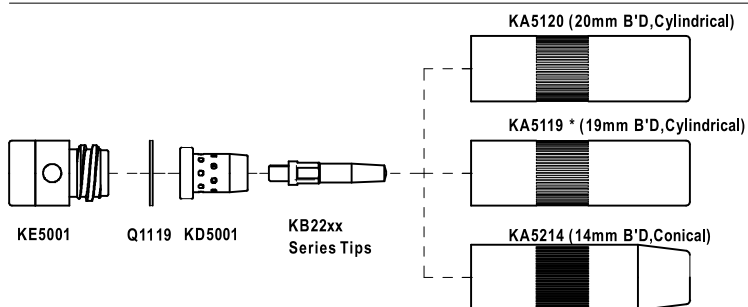 KA5120 (20mm B'D,Cylindrical)
KA5119 * (19mm B'D,Cylindrical)
KE5001
Q1119
KD5001
KB22xx
Series Tips
KA5214 (14mm B'D,Conical)